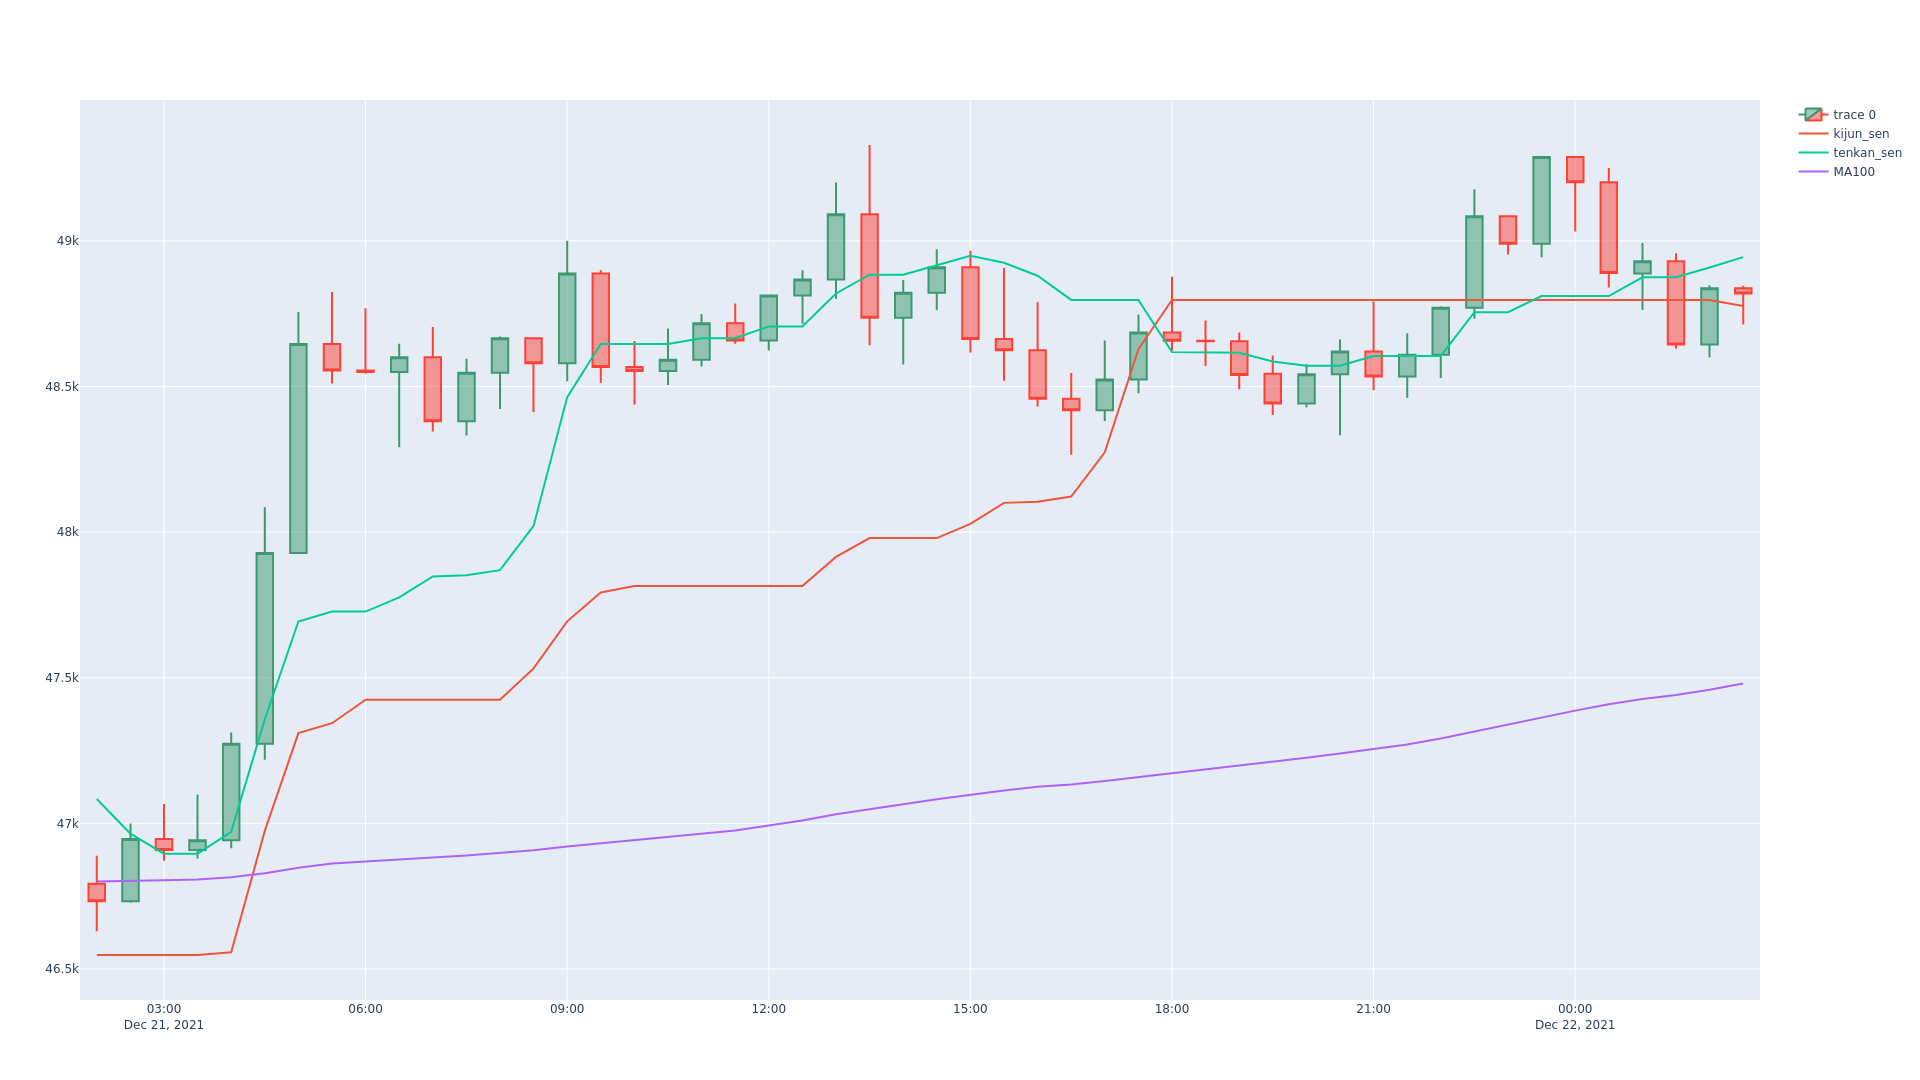 trace 0
kijun_sen
tenkan_sen
MA100
49k
48.5k
48k
47.5k
47k
46.5k
03:00 06:00 09:00 12:00 15:00 18:00 21:00 00:00
Dec 21, 2021 Dec 22, 2021